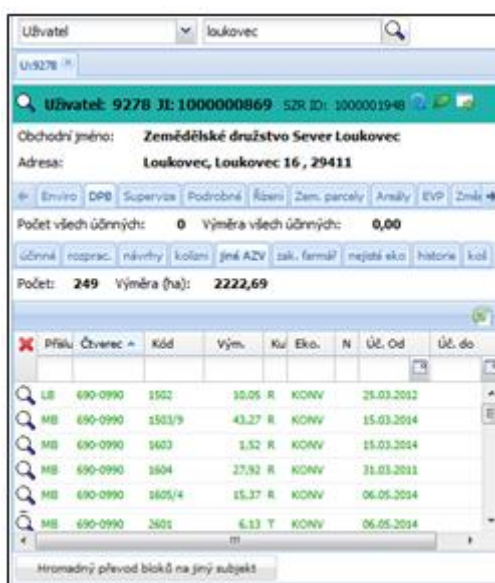 Uživatel loukovec
U:9278
Uživatel: 9278 JI: 1000000869 SZR ID: 1000001948
Obchodní jméno: Zemědělské družstvo Sever Loukovec
Adresa: Loukovec, Loukovec 16 , 29411
Enviro DPB Supervize Podrobné Řízení Zem. parcely Areály EVP
Počet všech účinných: 0 Výměra všech účinných: 0,00
účinné rozprac. návrhy kolizní jiné AZV zak. farmář nejistá eko historie koš
Počet: 249 Výměra (ha): 2222,69
Příslu Čtverec Kód Vým. Ku Eko. N Úč. Od Úč. do
LB 690-0990 1502 10,05 R KONV 25.03.2012
MB 690-0990 1503/9 43,27 R KONV 15.03.2014
MB 690-0990 1603 1,52 R KONV 15.03.2014
MB 690-0990 1604 27,92 R KONV 31.03.2011
MB 690-0990 1605/4 15,37 R KONV 06.05.2014
MB 690-0990 2601 6,13 T KONV 06.05.2014
Hromadný převod bloků na jiný subjekt